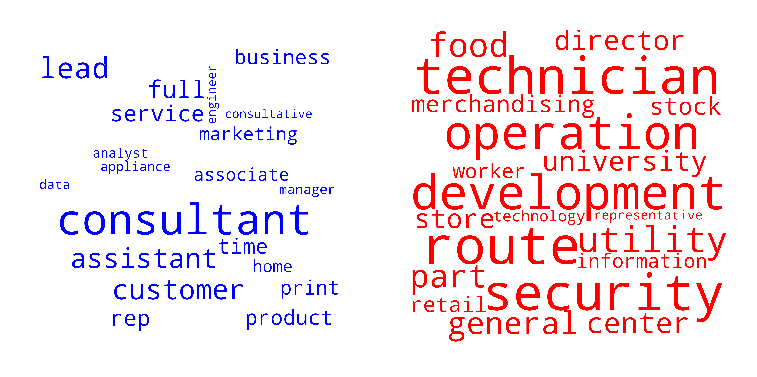 business
lead
full
engineer
service
consultative
marketing
analyst
appliance
associate
data
manager
consultant
time
assistant
home
customer
print
rep
product
food
director
technician
merchandising
stock
operation
university
worker
development
store
technology
representative
route
utility
information
part
security
retail
general
center